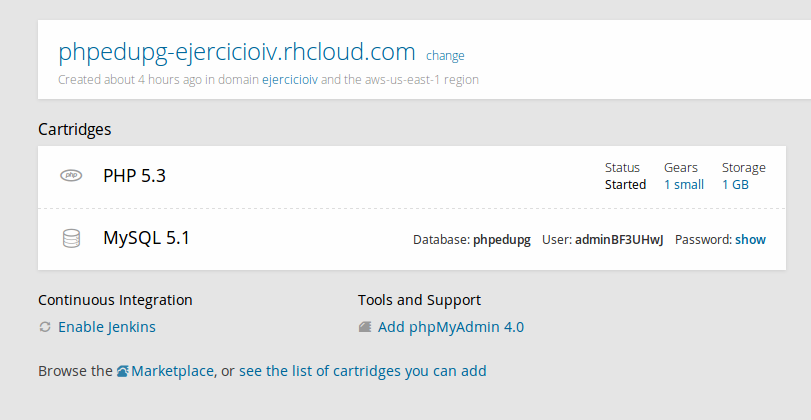 phpedupg-ejercicioiv.rhcloud.com change
Created about 4 hours ago in domain ejercicioiv and the aws-us-east-1 region
Cartridges
php PHP 5.3
Status Gears Storage
Started 1 small 1 GB
MySQL 5.1 Database: phpedupg User: adminBF3UHwJ Password: show
Continuous Integration Tools and Support
Enable Jenkins Add phpMyAdmin 4.0
Browse the Marketplace, or see the list of cartridges you can add